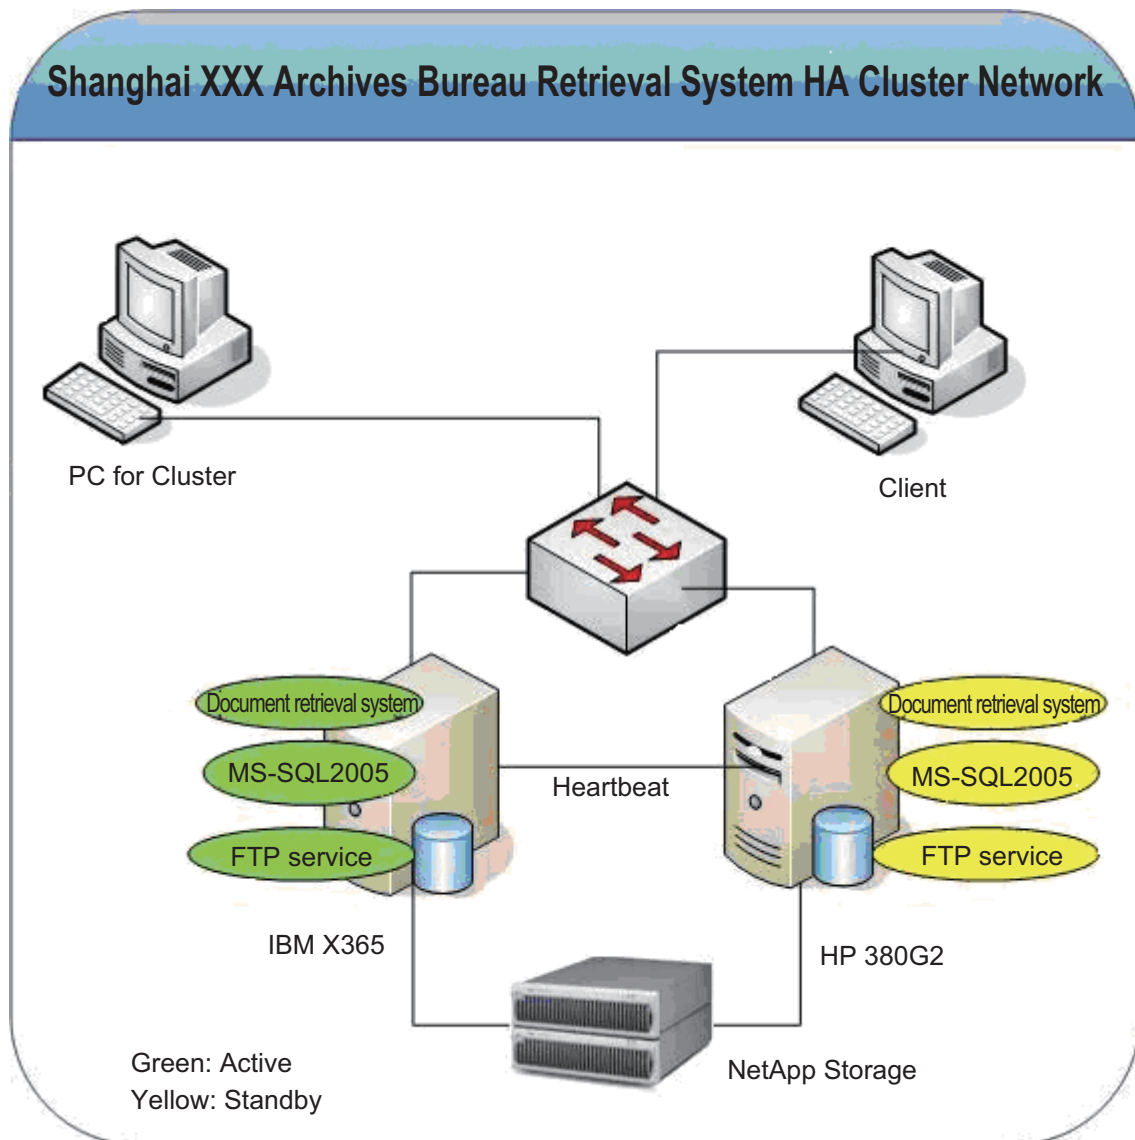 Shanghai XXX Archives Bureau Retrieval System HA Cluster Network
PC for Cluster
Client
Document retrieval system
Document retrieval system
MS-SQL2005
Heartbeat
MS-SQL2005
FTP service
FTP service
IBM X365
HP 380G2
Green: Active
Yellow: Standby
NetApp Storage